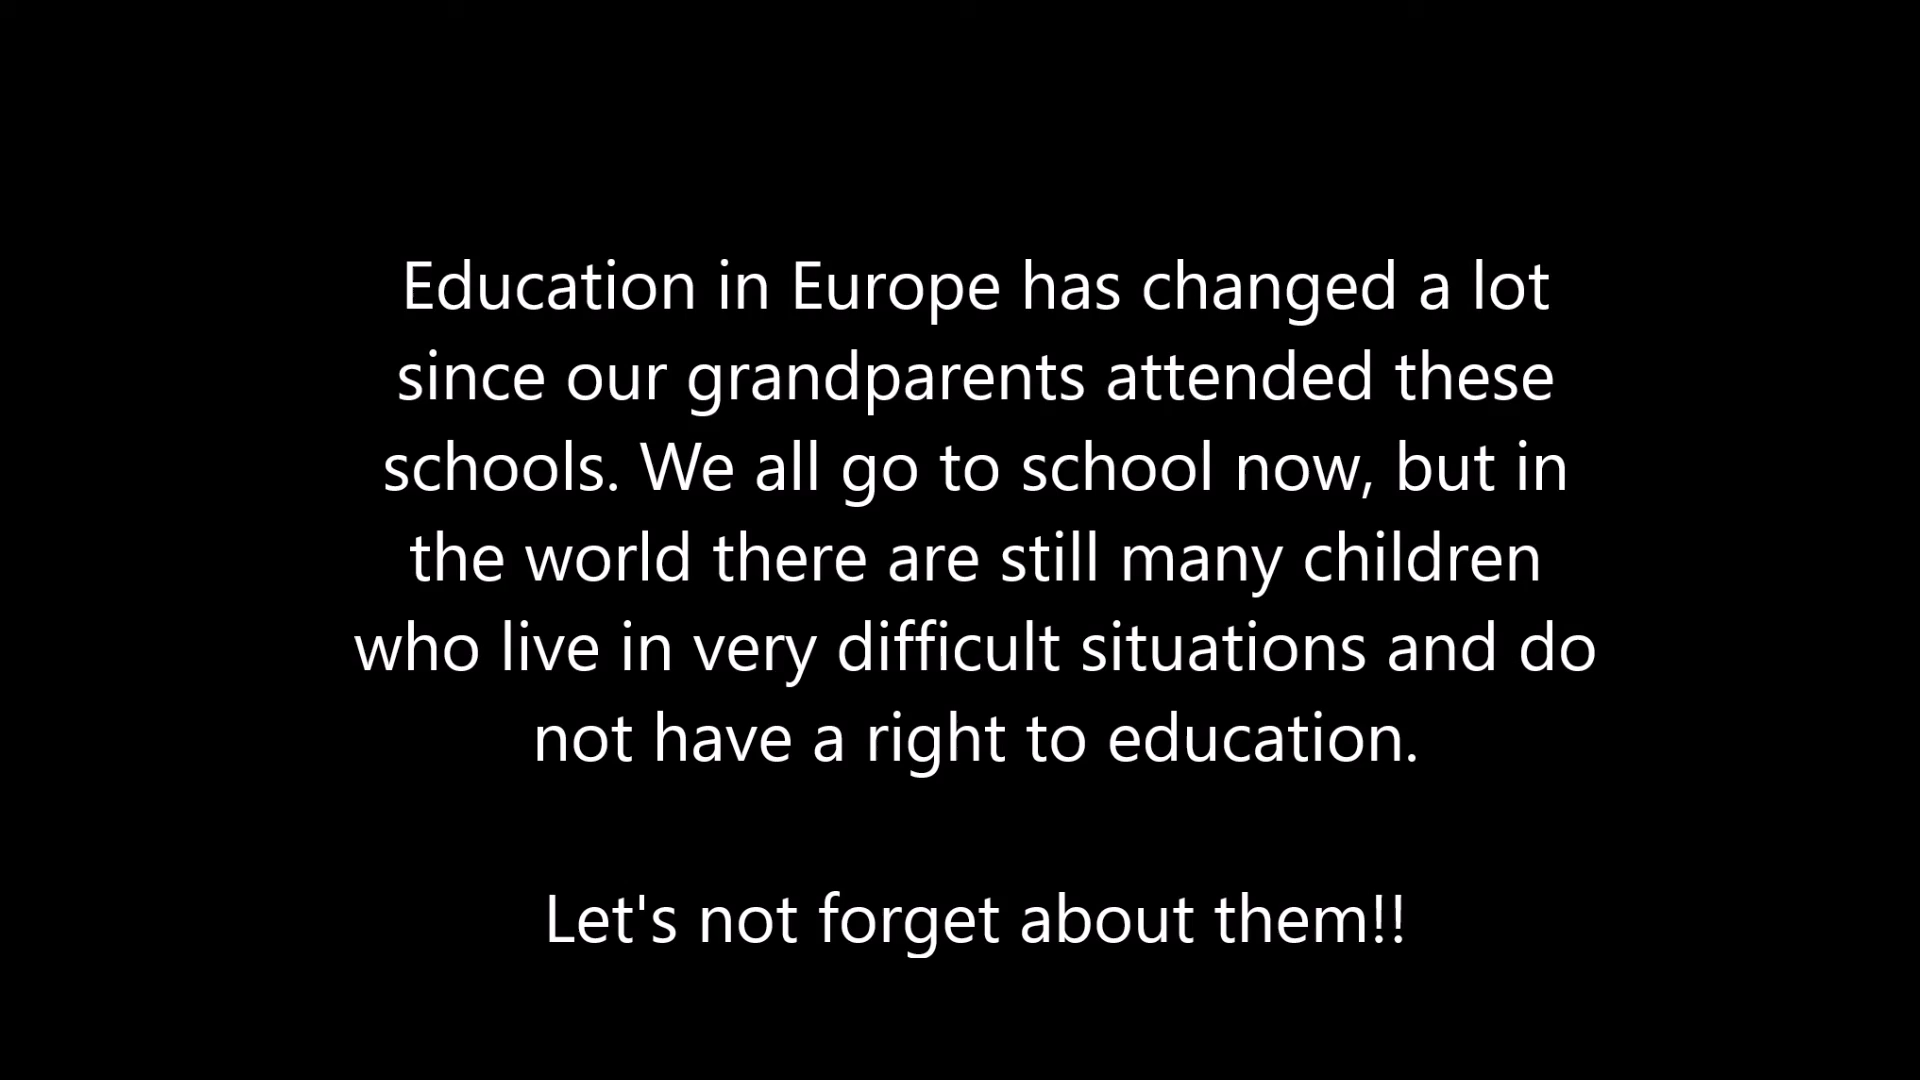 Education in Europe has changed a lot
since our grandparents attended these
schools. We all go to school now, but in
the world there are still many children
who live in very difficult situations and do
not have a right to education.
Let's not forget about them!!